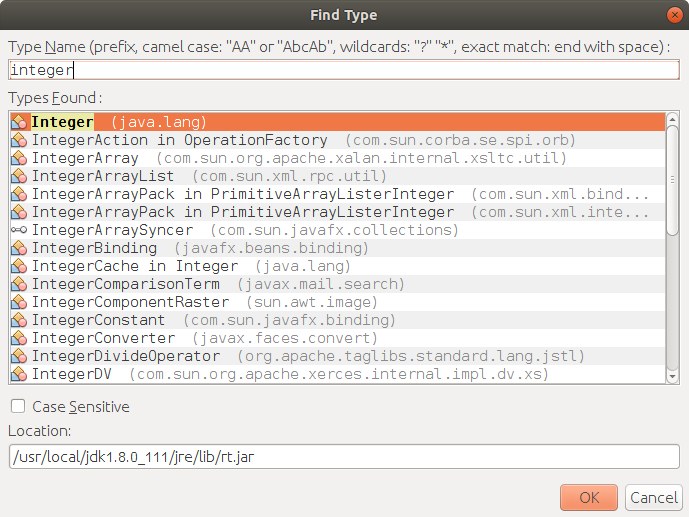 Find Type
Type Name (prefix, camel case: "AA" or "AbcAb", wildcards: "?" "*", exact match: end with space) :
integer
Types Found :
Integer (java.lang)
IntegerAction in OperationFactory (com.sun.corba.se.spi.orb)
IntegerArray (com.sun.org.apache.xalan.internal.xsltc.util)
IntegerArrayList (com.sun.xml.rpc.util)
IntegerArrayPack in PrimitiveArrayListerInteger (com.sun.xml.bind...
IntegerArrayPack in PrimitiveArrayListerInteger (com.sun.xml.inte...
IntegerArraySyncer (com.sun.javafx.collections)
IntegerBinding (javafx.beans.binding)
IntegerCache in Integer (java.lang)
IntegerComparisonTerm (javax.mail.search)
IntegerComponentRaster (sun.awt.image)
IntegerConstant (com.sun.javafx.binding)
IntegerConverter (javax.faces.convert)
IntegerDivideOperator (org.apache.taglibs.standard.lang.jstl)
IntegerDV (com.sun.org.apache.xerces.internal.impl.dv.xs)
Case Sensitive
Location:
/usr/local/jdk1.8.0_111/jre/lib/rt.jar
OK Cancel